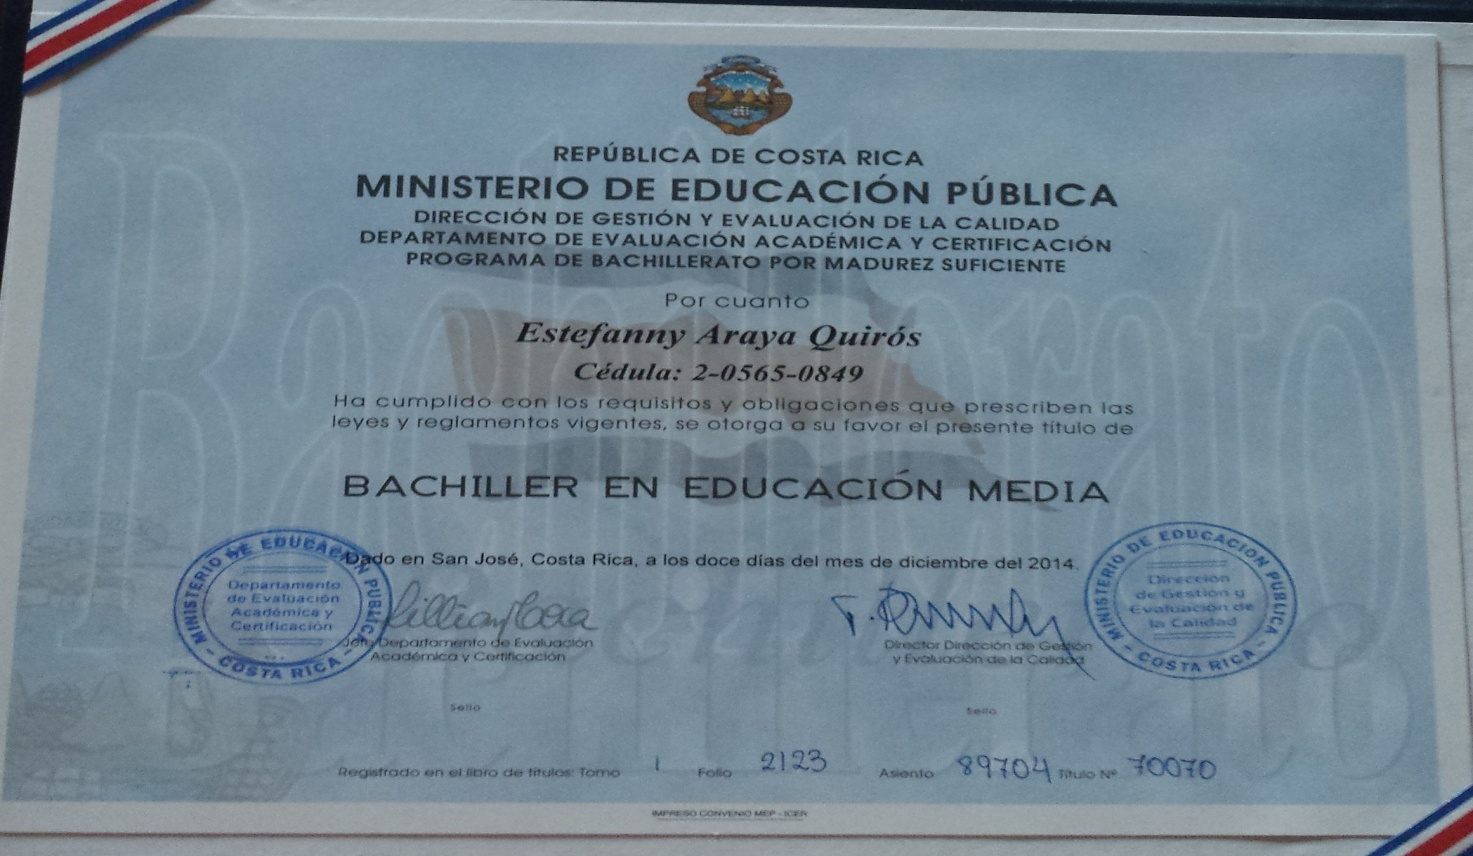 REPÚBLICA DE COSTA RICA
MINISTERIO DE EDUCACIÓN PÚBLICA
DIRECCIÓN DE GESTIÓN Y EVALUACIÓN DE LA CALIDAD
DEPARTAMENTO DE EVALUACIÓN ACADÉMICA Y CERTIFICACIÓN
PROGRAMA DE BACHILLERATO POR MADUREZ SUFICIENTE
Por cuanto
Estefanny Araya Quirós
Cédula: 2-0565-0849
Ha cumplido con los requisitos y obligaciones que prescriben las
leyes y reglamentos vigentes, se otorga a su favor el presente título de
BACHILLER EN EDUCACIÓN MEDIA
Dado en San José, Costa Rica, a los doce días del mes de diciembre del 2014.
MINISTERIO DE EDUCACION PUBLICA
Departamento
de Evaluación
Académica y
Certificación
- COSTA RICA -
Jefe Departamento de Evaluación
Académica y Certificación
Sello
Director Dirección de Gestión
y Evaluación de la Calidad
Sello
MINISTERIO DE EDUCACION PUBLICA
Dirección
de Gestión y
Evaluación de
la Calidad
- COSTA RICA -
Registrado en el libro de títulos: Tomo 1 Folio 2123 Asiento 89704 Título Nº 70070
IMPRESO CONVENIO MEP - ICER
Bachillerato